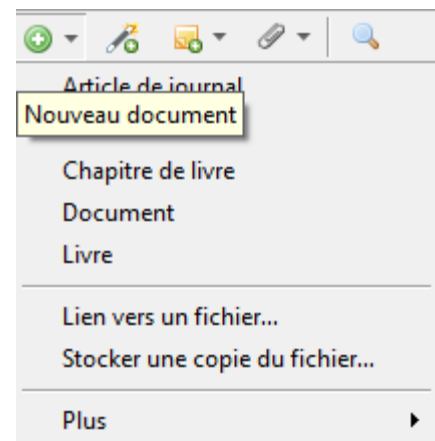 Article de journal
Nouveau document
Chapitre de livre
Document
Livre
Lien vers un fichier...
Stocker une copie du fichier...
Plus